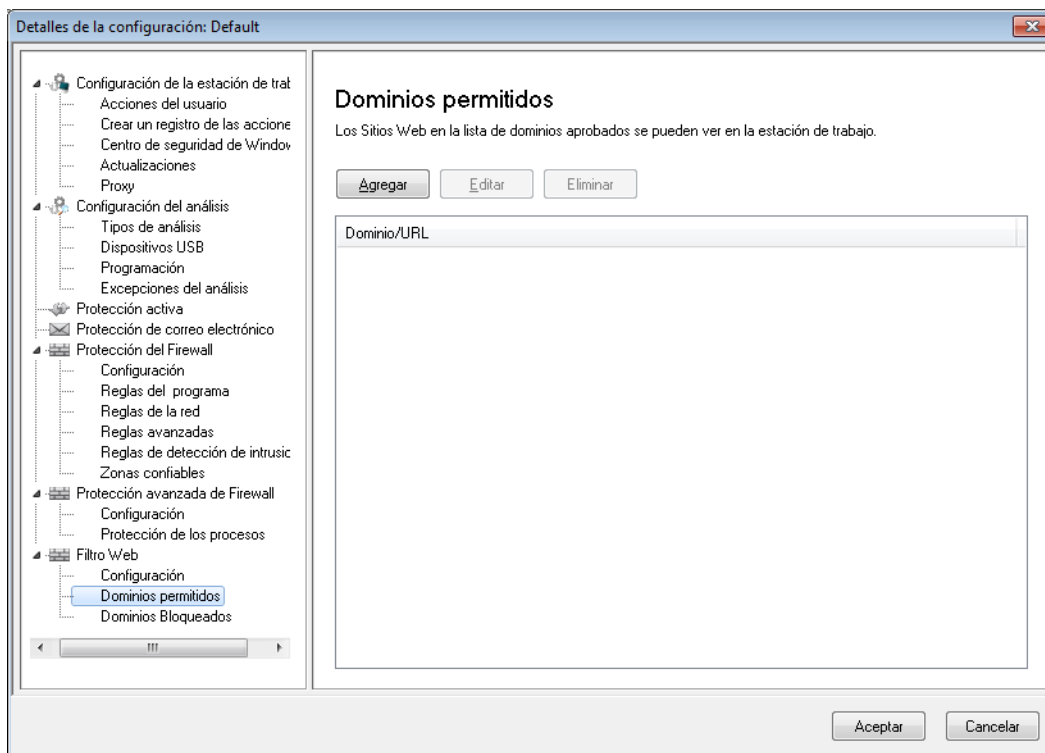 Detalles de la configuración: Default
Configuración de la estación de trat
Acciones del usuario
Crear un registro de las accione
Centro de seguridad de Window
Actualizaciones
Proxy
Configuración del análisis
Tipos de análisis
Dispositivos USB
Programación
Excepciones del análisis
Protección activa
Protección de correo electrónico
Protección del Firewall
Configuración
Reglas del programa
Reglas de la red
Reglas avanzadas
Reglas de detección de intrusic
Zonas confiables
Protección avanzada de Firewall
Configuración
Protección de los procesos
Filtro Web
Configuración
Dominios permitidos
Dominios Bloqueados
Dominios permitidos
Los Sitios Web en la lista de dominios aprobados se pueden ver en la estación de trabajo.
Agregar
Editar
Eliminar
Dominio/URL
Aceptar
Cancelar